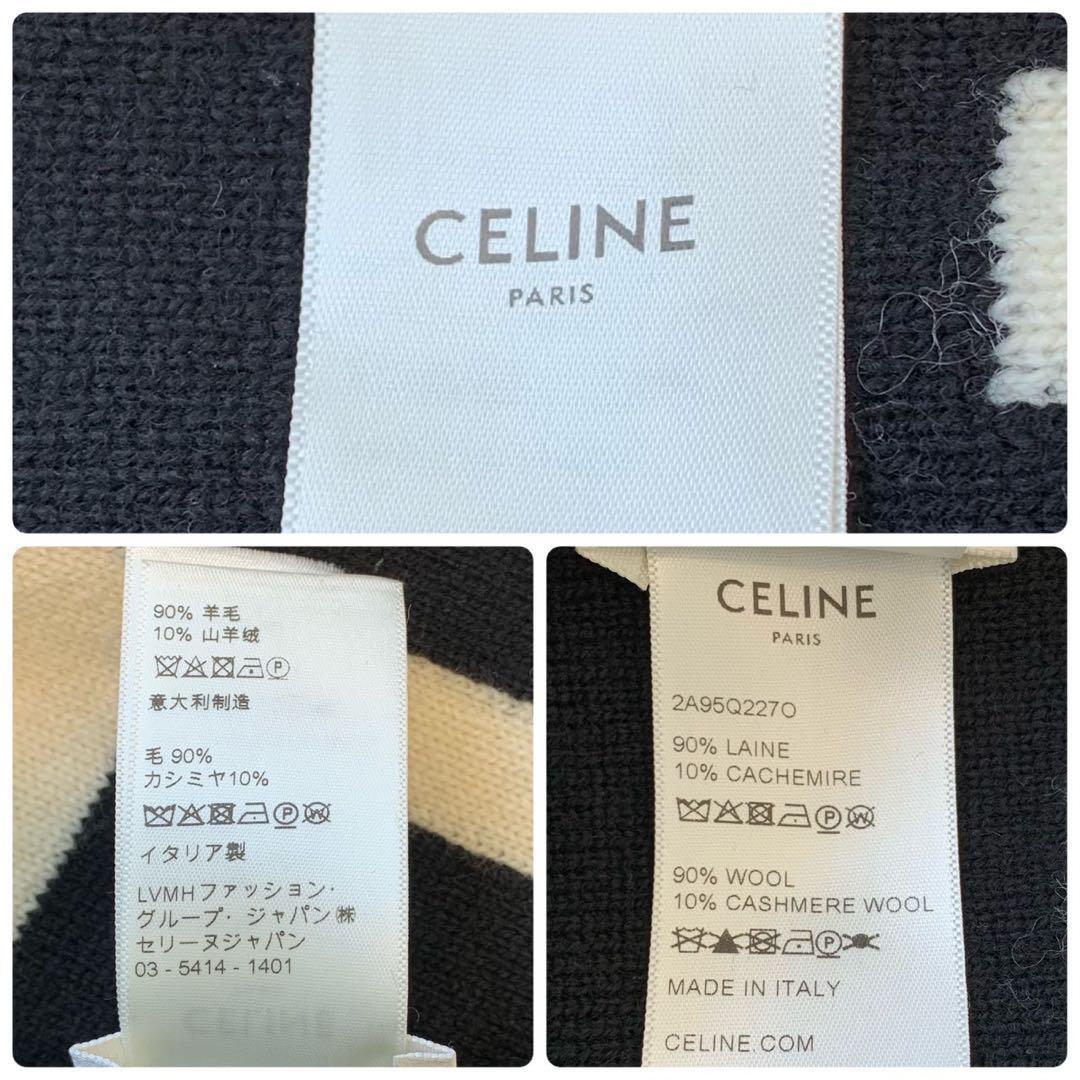 CELINE
PARIS
90% 羊毛
10% 山羊绒
意大利制造
毛 90%
カシミヤ10%
イタリア製
LVMHファッション・
グループ・ジャパン㈱
セリーヌジャパン
03 - 5414 - 1401
CELINE
PARIS
2A95Q227O
90% LAINE
10% CACHEMIRE
90% WOOL
10% CASHMERE WOOL
MADE IN ITALY
CELINE.COM